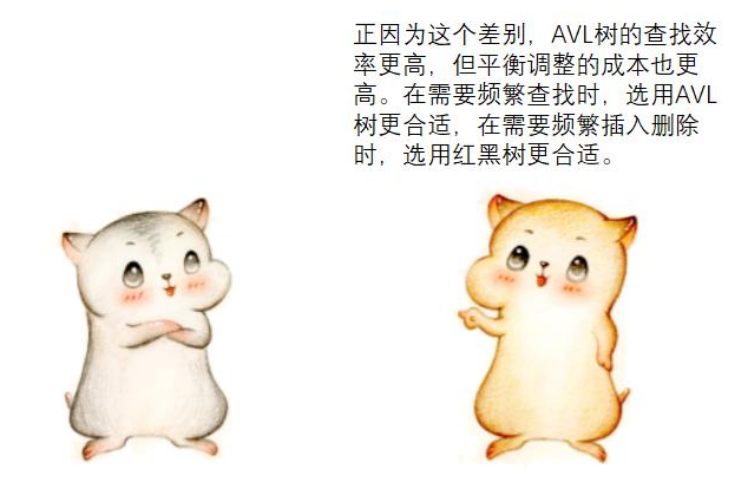 正因为这个差别，AVL树的查找效
率更高，但平衡调整的成本也更
高。在需要频繁查找时，选用AVL
树更合适，在需要频繁插入删除
时，选用红黑树更合适。